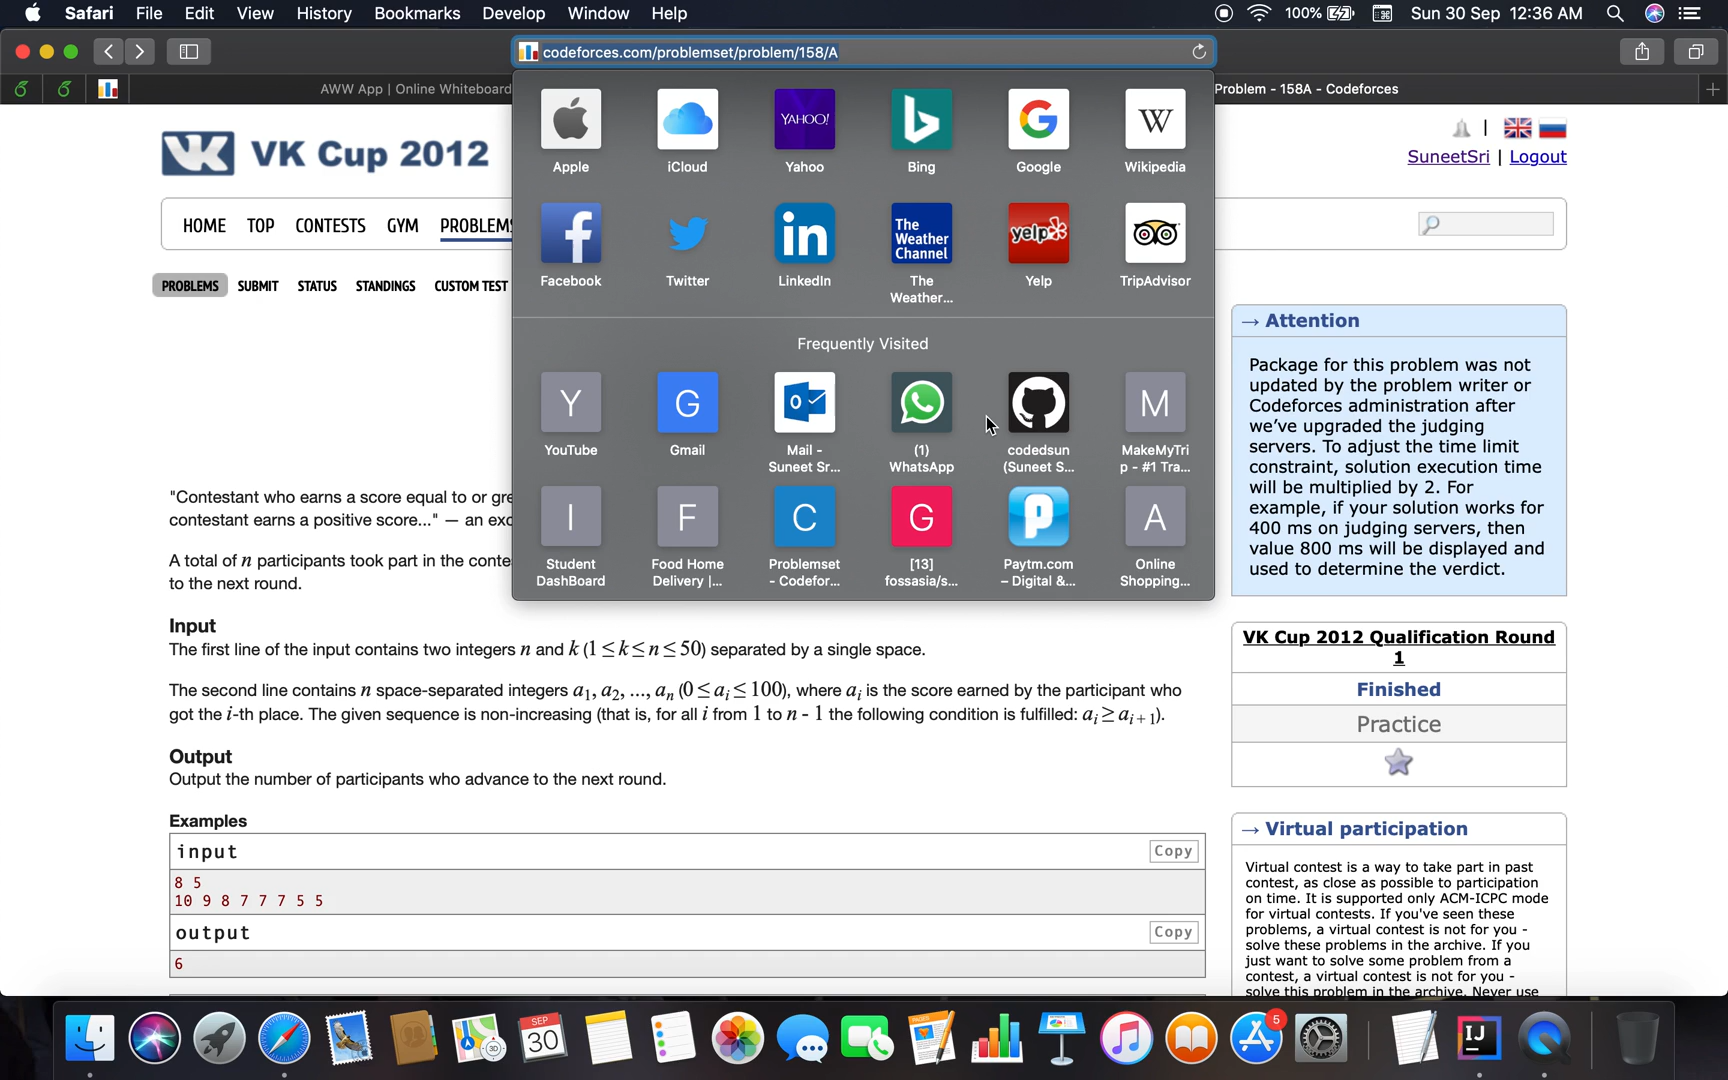 Safari File Edit View History Bookmarks Develop Window Help 100% Sun 30 Sep 12:36 AM
codeforces.com/problemset/problem/158/A
AWW App | Online Whiteboard
Problem - 158A - Codeforces
VK Cup 2012
SuneetSri | Logout
HOME TOP CONTESTS GYM PROBLEMS
PROBLEMS SUBMIT STATUS STANDINGS CUSTOM TEST
Apple iCloud Yahoo Bing Google Wikipedia
YAHOO!
W
Facebook Twitter LinkedIn The Weather... Yelp TripAdvisor
The Weather Channel
yelp
Frequently Visited
Y G M
YouTube Gmail Mail - Suneet Sr... (1) WhatsApp codedsun (Suneet S... MakeMyTri p - #1 Tra...
I F C G p A
Student DashBoard Food Home Delivery |... Problemset - Codefor... [13] fossasia/s... Paytm.com – Digital &... Online Shopping...
"Contestant who earns a score equal to or gre
contestant earns a positive score..." — an exc
A total of n participants took part in the conte
to the next round.
Input
The first line of the input contains two integers n and k (1 ≤ k ≤ n ≤ 50) separated by a single space.
The second line contains n space-separated integers a1, a2, ..., an (0 ≤ ai ≤ 100), where ai is the score earned by the participant who
got the i-th place. The given sequence is non-increasing (that is, for all i from 1 to n - 1 the following condition is fulfilled: ai ≥ ai + 1).
Output
Output the number of participants who advance to the next round.
Examples
input Copy
8 5
10 9 8 7 7 7 5 5
output Copy
6
→ Attention
Package for this problem was not
updated by the problem writer or
Codeforces administration after
we've upgraded the judging
servers. To adjust the time limit
constraint, solution execution time
will be multiplied by 2. For
example, if your solution works for
400 ms on judging servers, then
value 800 ms will be displayed and
used to determine the verdict.
VK Cup 2012 Qualification Round
1
Finished
Practice
→ Virtual participation
Virtual contest is a way to take part in past
contest, as close as possible to participation
on time. It is supported only ACM-ICPC mode
for virtual contests. If you've seen these
problems, a virtual contest is not for you -
solve these problems in the archive. If you
just want to solve some problem from a
contest, a virtual contest is not for you -
solve this problem in the archive. Never use
SEP
30
PAGES
5
IJ